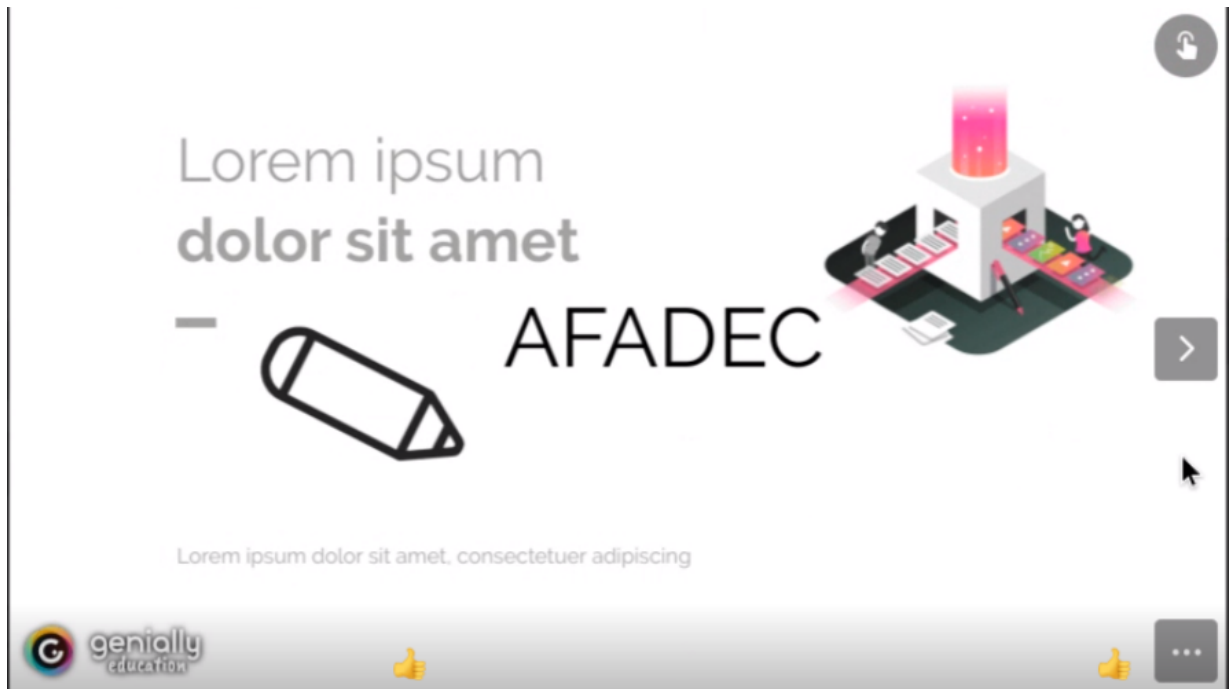 Lorem ipsum
dolor sit amet
AFADEC
Lorem ipsum dolor sit amet, consectetuer adipiscing
genially
education